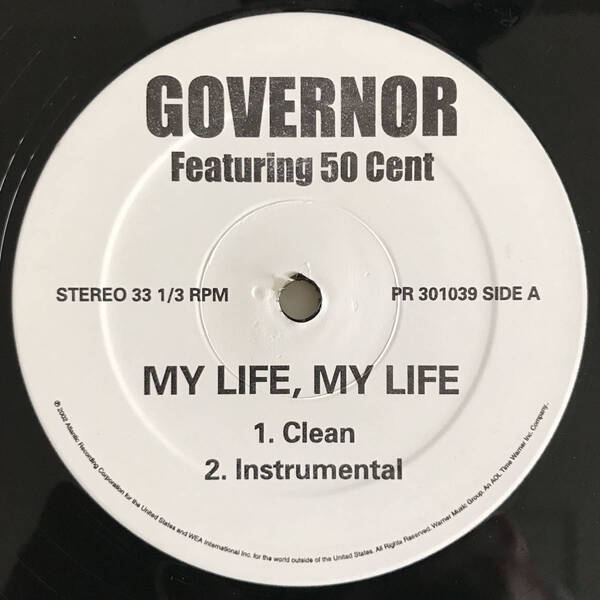 GOVERNOR
Featuring 50 Cent
STEREO 33 1/3 RPM
PR 301039 SIDE A
MY LIFE, MY LIFE
1. Clean
2. Instrumental
℗ 2002 Atlantic Recording Corporation for the United States and WEA International Inc. for the world outside of the United States. All Rights Reserved. Warner Music Group. An AOL Time Warner Inc. Company.